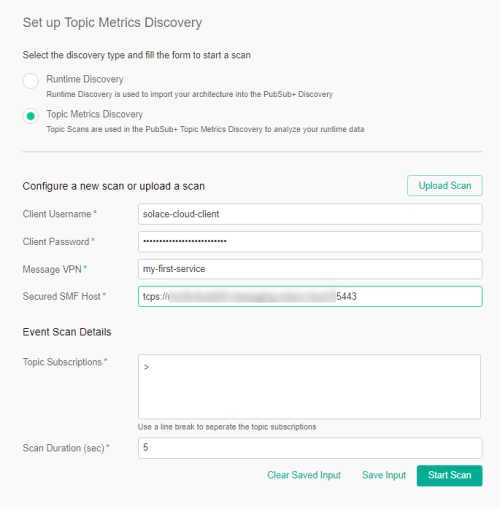 Set up Topic Metrics Discovery
Select the discovery type and fill the form to start a scan
Runtime Discovery
Runtime Discovery is used to import your architecture into the PubSub+ Discovery
Topic Metrics Discovery
Topic Scans are used in the PubSub+ Topic Metrics Discovery to analyze your runtime data
Configure a new scan or upload a scan
Upload Scan
Client Username *
solace-cloud-client
Client Password *
••••••••••••••••••••••••••
Message VPN *
my-first-service
Secured SMF Host *
tcps:// 5443
Event Scan Details
Topic Subscriptions *
>
Use a line break to seperate the topic subscriptions
Scan Duration (sec) *
5
Clear Saved Input
Save Input
Start Scan